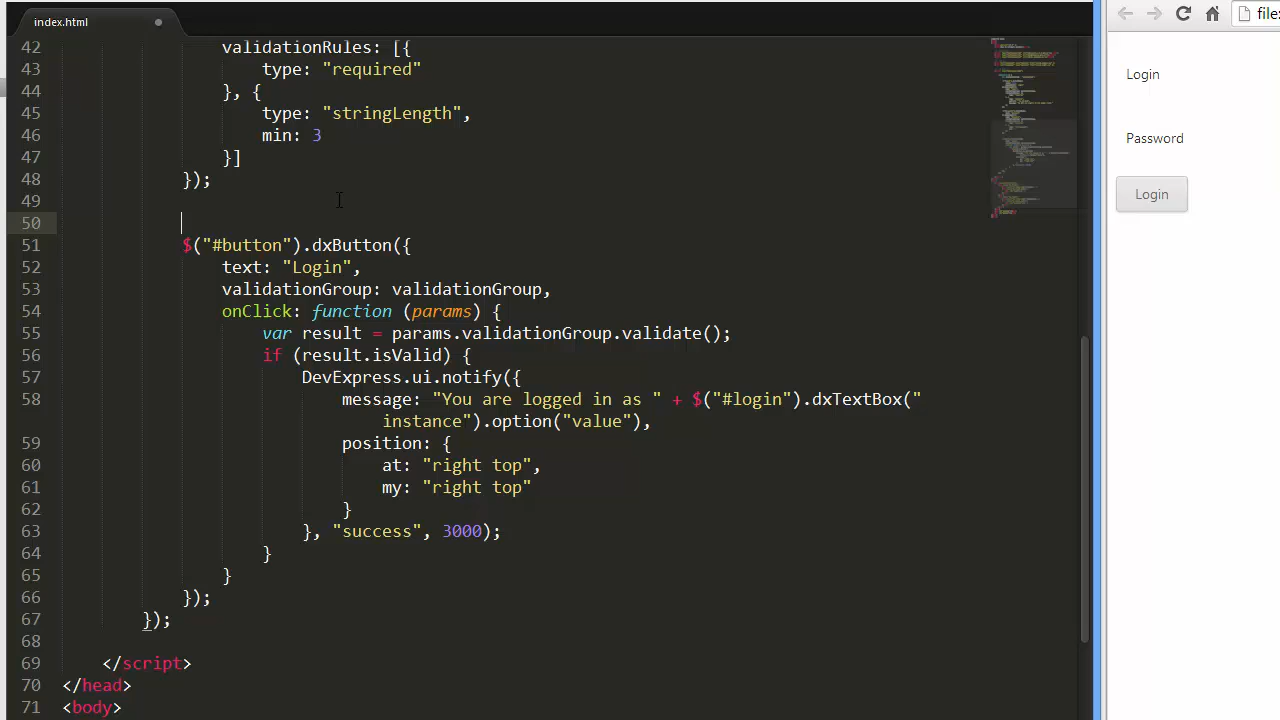 index.html
42 validationRules: [{
43 type: "required"
44 }, {
45 type: "stringLength",
46 min: 3
47 }]
48 });
49
50
51 $("#button").dxButton({
52 text: "Login",
53 validationGroup: validationGroup,
54 onClick: function (params) {
55 var result = params.validationGroup.validate();
56 if (result.isValid) {
57 DevExpress.ui.notify({
58 message: "You are logged in as " + $("#login").dxTextBox("
instance").option("value"),
59 position: {
60 at: "right top",
61 my: "right top"
62 }
63 }, "success", 3000);
64 }
65 }
66 });
67 });
68
69 </script>
70 </head>
71 <body>
file:
Login
Password
Login